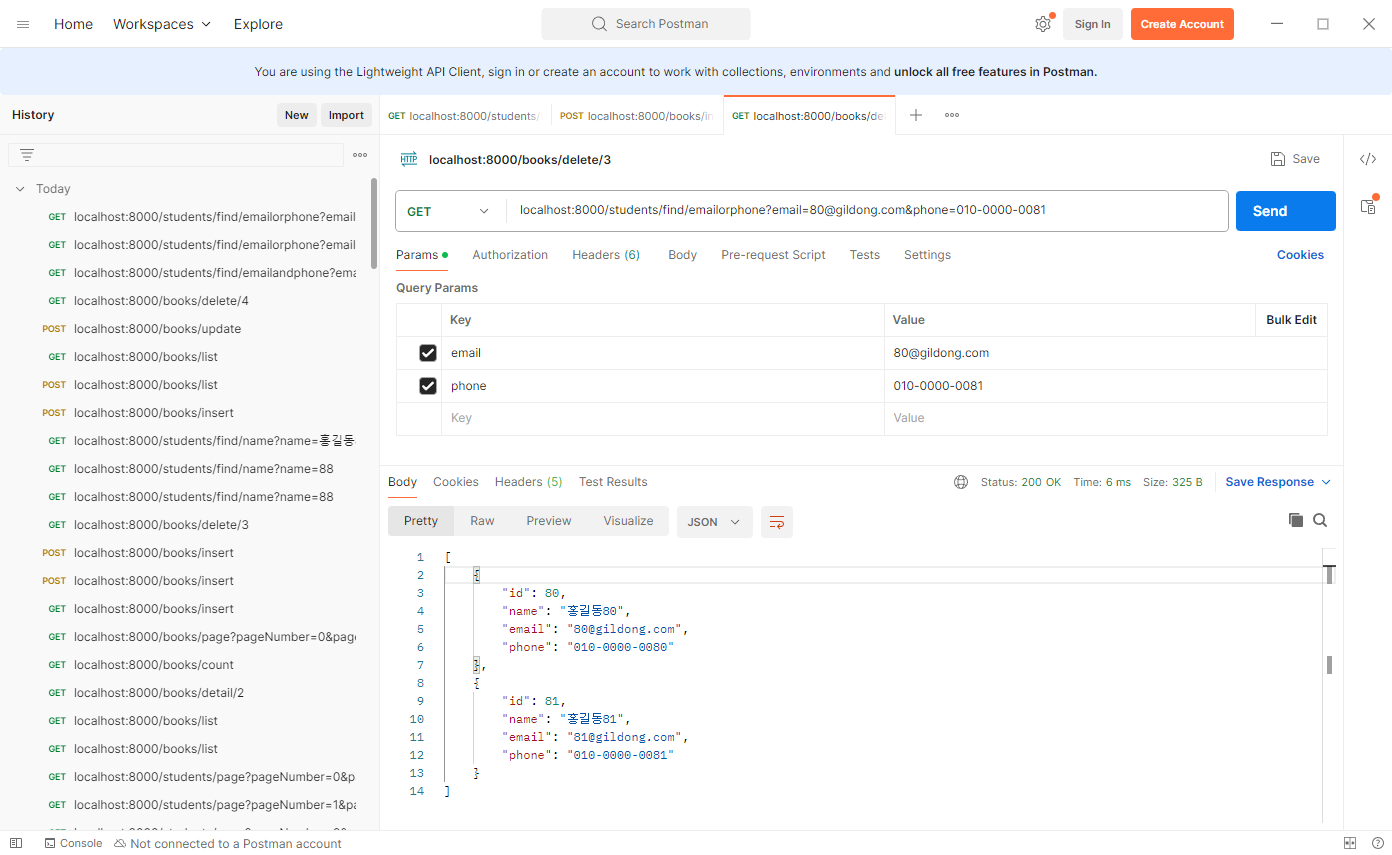 Home Workspaces Explore Search Postman Sign In Create Account
You are using the Lightweight API Client, sign in or create an account to work with collections, environments and unlock all free features in Postman.
History New Import
GET localhost:8000/students/ POST localhost:8000/books/in GET localhost:8000/books/del
Today
GET localhost:8000/students/find/emailorphone?email
GET localhost:8000/students/find/emailorphone?email
GET localhost:8000/students/find/emailandphone?ema
GET localhost:8000/books/delete/4
POST localhost:8000/books/update
GET localhost:8000/books/list
POST localhost:8000/books/list
POST localhost:8000/books/insert
GET localhost:8000/students/find/name?name=홍길동
GET localhost:8000/students/find/name?name=88
GET localhost:8000/students/find/name?name=88
GET localhost:8000/books/delete/3
POST localhost:8000/books/insert
POST localhost:8000/books/insert
GET localhost:8000/books/insert
GET localhost:8000/books/page?pageNumber=0&page
GET localhost:8000/books/count
GET localhost:8000/books/detail/2
GET localhost:8000/books/list
GET localhost:8000/books/list
GET localhost:8000/students/page?pageNumber=0&p
GET localhost:8000/students/page?pageNumber=1&pa
HTTP localhost:8000/books/delete/3 Save
GET localhost:8000/students/find/emailorphone?email=80@gildong.com&phone=010-0000-0081 Send
Params Authorization Headers (6) Body Pre-request Script Tests Settings Cookies
Query Params
Key Value Bulk Edit
email 80@gildong.com
phone 010-0000-0081
Key Value
Body Cookies Headers (5) Test Results Status: 200 OK Time: 6 ms Size: 325 B Save Response
Pretty Raw Preview Visualize JSON
1 [
2 {
3 "id": 80,
4 "name": "홍길동80",
5 "email": "80@gildong.com",
6 "phone": "010-0000-0080"
7 },
8 {
9 "id": 81,
10 "name": "홍길동81",
11 "email": "81@gildong.com",
12 "phone": "010-0000-0081"
13 }
14 ]
Console Not connected to a Postman account